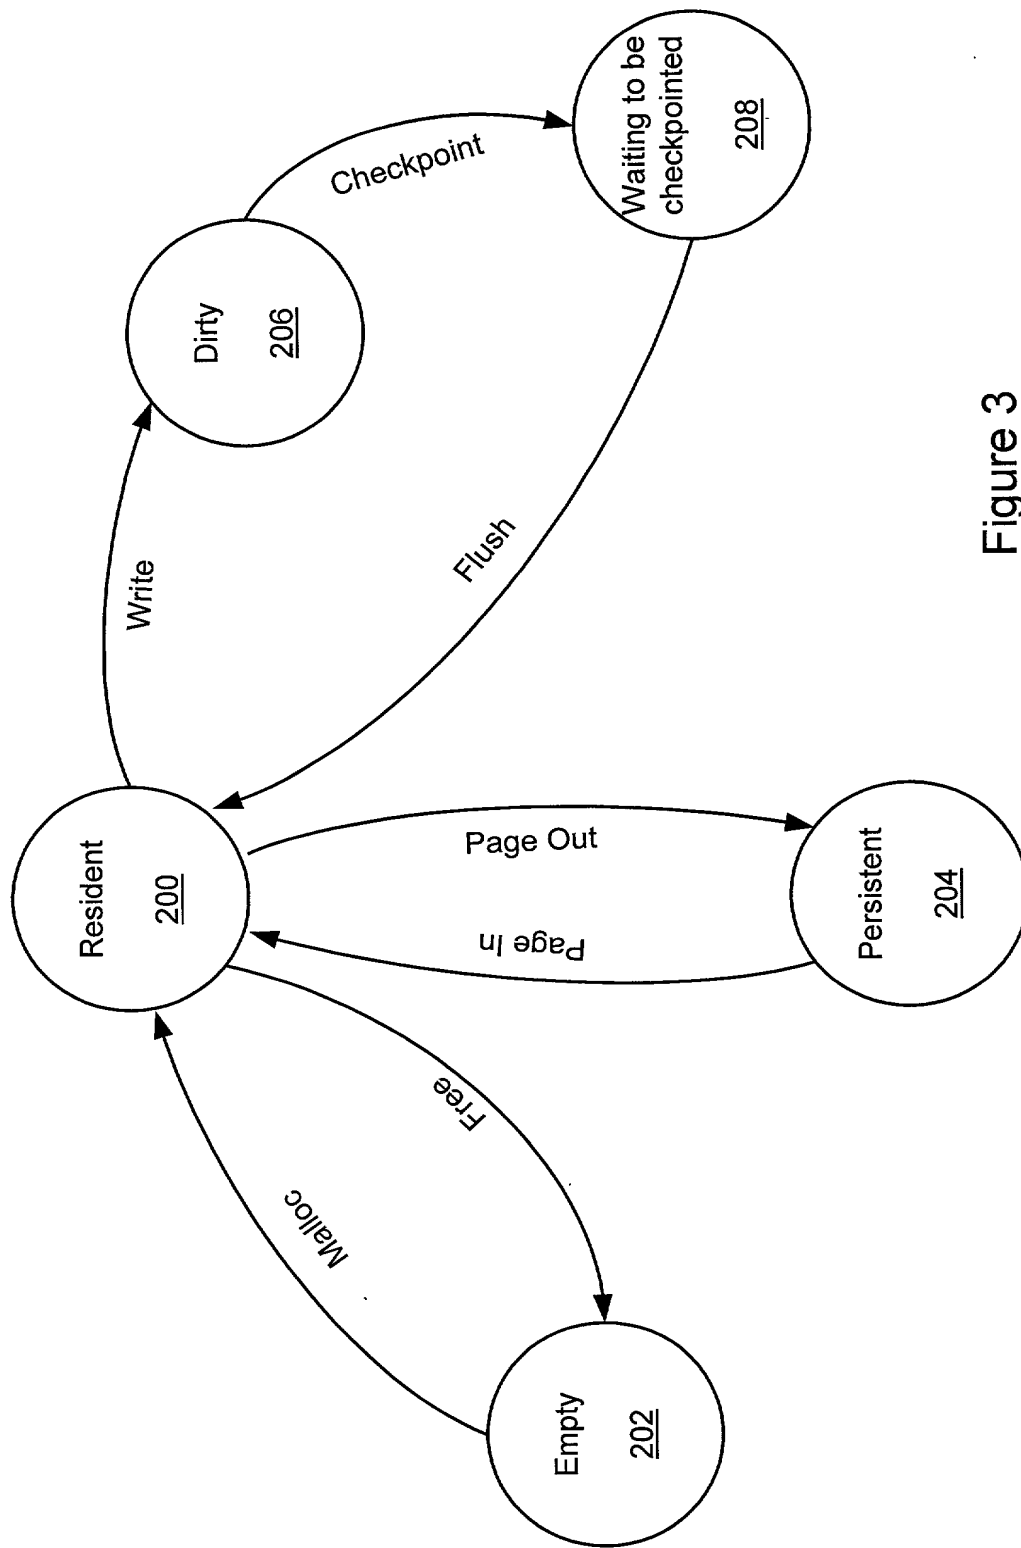 Resident
200
Write
Dirty
206
Checkpoint
Waiting to be
checkpointed
208
Flush
Page Out
Page In
Persistent
204
Free
Malloc
Empty
202
Figure 3